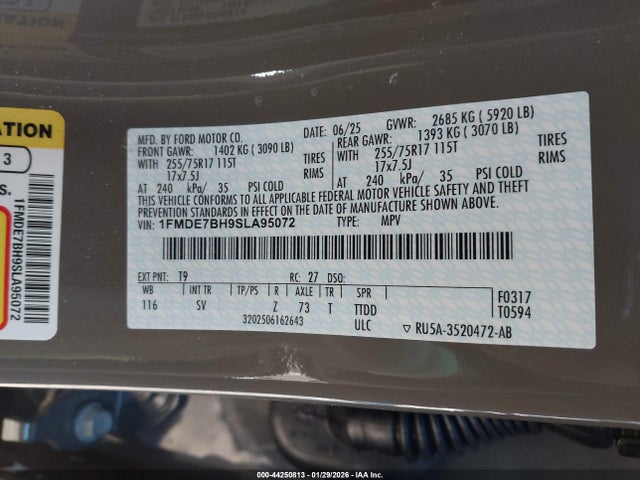 ATION
3
S.
1FMDE7BH9SLA95072
MFD. BY FORD MOTOR CO.
06/25
GVWR: 2685 KG ( 5920 LB)
FRONT GAWR: 1402 KG ( 3090 LB)
REAR GAWR: 1393 KG ( 3070 LB)
WITH 255/75R17 115T TIRES
WITH 255/75R17 115T TIRES
17x7.5J RIMS
17x7.5J RIMS
AT 240 kPa/ 35 PSI COLD
AT 240 kPa/ 35 PSI COLD
THIS VEHICLE CONFORMS TO ALL APPLICABLE FEDERAL MOTOR VEHICLE SAFETY AND THEFT
PREVENTION STANDARDS IN EFFECT ON THE DATE OF MANUFACTURE SHOWN ABOVE.
VIN: 1FMDE7BH9SLA95072
TYPE: MPV
EXT PNT: T9 RC: 27 DSO:
WB INT TR TP/PS R AXLE TR SPR
116 SV Z 73 T TTDD
ULC
F0317
T0594
3202506162643
RU5A-3520472-AB
000-44250813 - 01/29/2026 - IAA Inc.